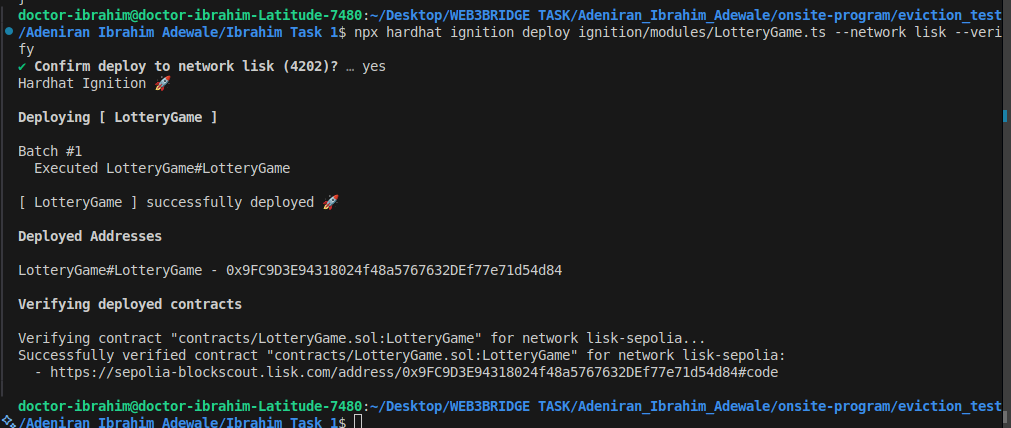 doctor-ibrahim@doctor-ibrahim-Latitude-7480:~/Desktop/WEB3BRIDGE TASK/Adeniran_Ibrahim_Adewale/onsite-program/eviction_test
/Adeniran Ibrahim Adewale/Ibrahim Task 1$ npx hardhat ignition deploy ignition/modules/LotteryGame.ts --network lisk --veri
fy
✔ Confirm deploy to network lisk (4202)? … yes
Hardhat Ignition 🚀
Deploying [ LotteryGame ]
Batch #1
  Executed LotteryGame#LotteryGame
[ LotteryGame ] successfully deployed 🚀
Deployed Addresses
LotteryGame#LotteryGame - 0x9FC9D3E94318024f48a5767632DEf77e71d54d84
Verifying deployed contracts
Verifying contract "contracts/LotteryGame.sol:LotteryGame" for network lisk-sepolia...
Successfully verified contract "contracts/LotteryGame.sol:LotteryGame" for network lisk-sepolia:
  - https://sepolia-blockscout.lisk.com/address/0x9FC9D3E94318024f48a5767632DEf77e71d54d84#code
doctor-ibrahim@doctor-ibrahim-Latitude-7480:~/Desktop/WEB3BRIDGE TASK/Adeniran_Ibrahim_Adewale/onsite-program/eviction_test
/Adeniran Ibrahim Adewale/Ibrahim Task 1$